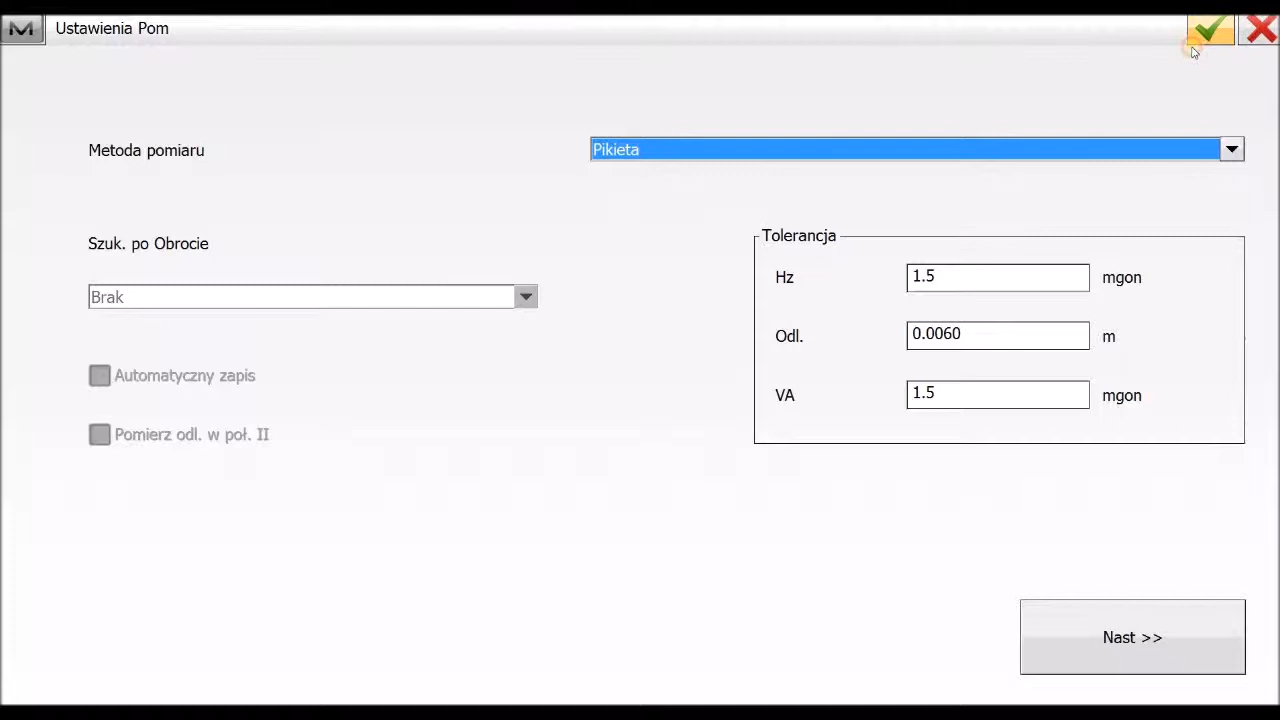 M Ustawienia Pom
Metoda pomiaru Pikieta
Szuk. po Obrocie
Brak
Automatyczny zapis
Pomierz odl. w poł. II
Tolerancja
Hz 1.5 mgon
Odl. 0.0060 m
VA 1.5 mgon
Nast >>